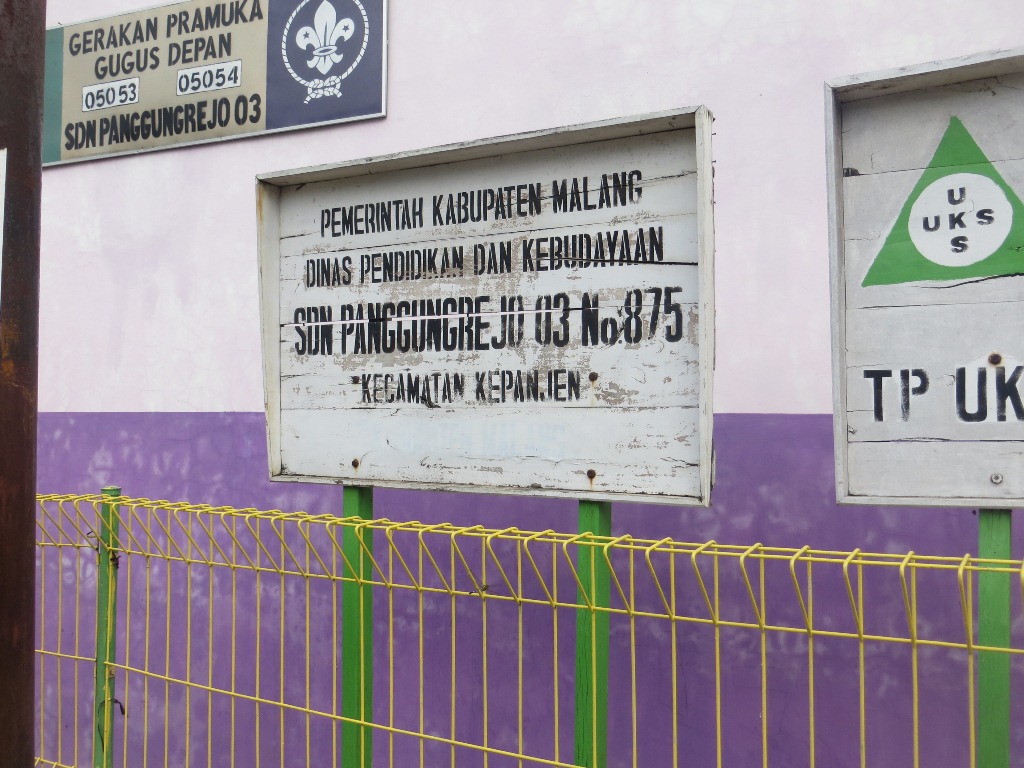 GERAKAN PRAMUKA
GUGUS DEPAN
05053 05054
SDN PANGGUNGREJO 03
PEMERINTAH KABUPATEN MALANG
DINAS PENDIDIKAN DAN KEBUDAYAAN
SDN PANGGUNGREJO 03 No.875
KECAMATAN KEPANJEN
U
UKS
S
TP UK